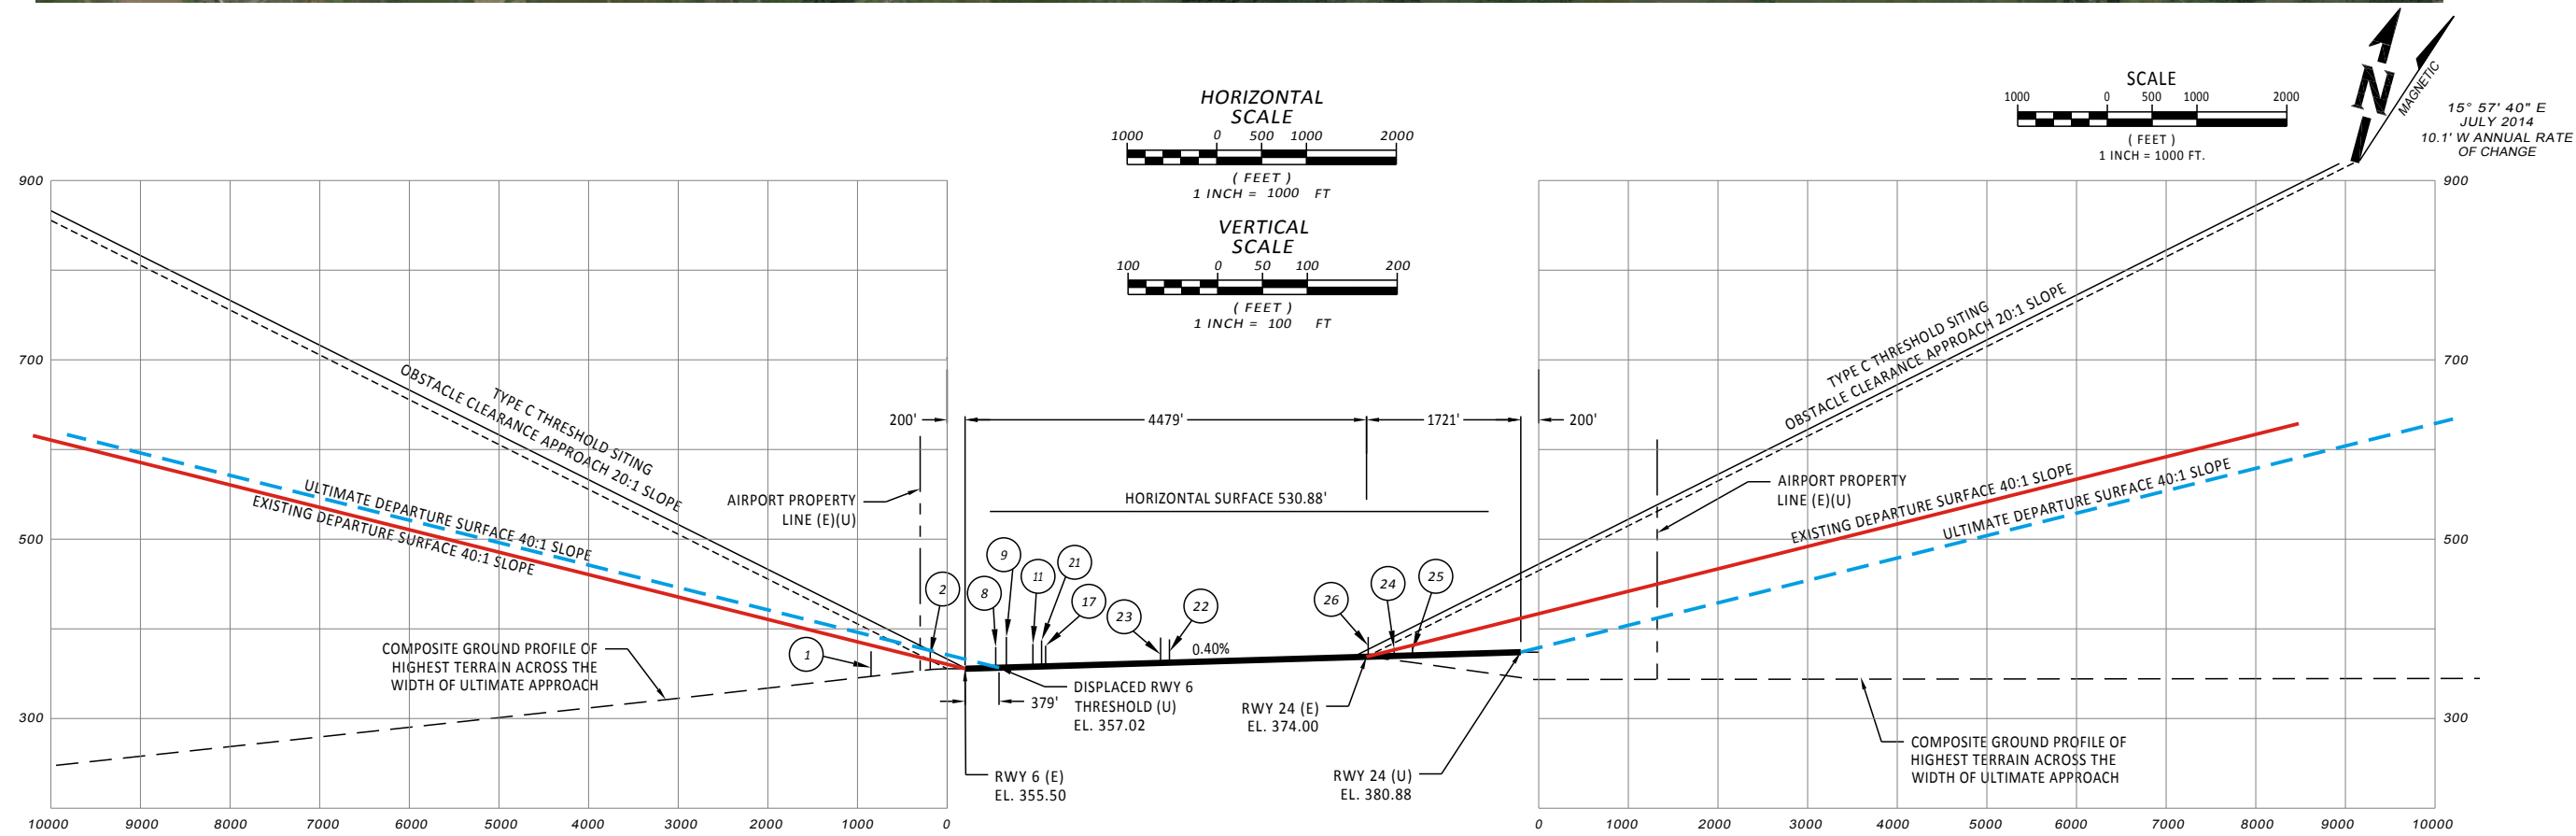 HORIZONTAL
SCALE
1000 0 500 1000 2000
( FEET )
1 INCH = 1000 FT
VERTICAL
SCALE
100 0 50 100 200
( FEET )
1 INCH = 100 FT
SCALE
1000 0 500 1000 2000
( FEET )
1 INCH = 1000 FT.
N
MAGNETIC
15° 57' 40" E
JULY 2014
10.1' W ANNUAL RATE
OF CHANGE
900
700
500
300
TYPE C THRESHOLD SITING
OBSTACLE CLEARANCE APPROACH 20:1 SLOPE
ULTIMATE DEPARTURE SURFACE 40:1 SLOPE
EXISTING DEPARTURE SURFACE 40:1 SLOPE
COMPOSITE GROUND PROFILE OF
HIGHEST TERRAIN ACROSS THE
WIDTH OF ULTIMATE APPROACH
AIRPORT PROPERTY
LINE (E)(U)
200'
4479'
1721'
200'
HORIZONTAL SURFACE 530.88'
1
2
8
9
11
21
17
23
22
26
24
25
0.40%
379'
DISPLACED RWY 6
THRESHOLD (U)
EL. 357.02
RWY 6 (E)
EL. 355.50
RWY 24 (E)
EL. 374.00
RWY 24 (U)
EL. 380.88
TYPE C THRESHOLD SITING
OBSTACLE CLEARANCE APPROACH 20:1 SLOPE
AIRPORT PROPERTY
LINE (E)(U)
EXISTING DEPARTURE SURFACE 40:1 SLOPE
ULTIMATE DEPARTURE SURFACE 40:1 SLOPE
COMPOSITE GROUND PROFILE OF
HIGHEST TERRAIN ACROSS THE
WIDTH OF ULTIMATE APPROACH
900
700
500
300
10000 9000 8000 7000 6000 5000 4000 3000 2000 1000 0
0 1000 2000 3000 4000 5000 6000 7000 8000 9000 10000